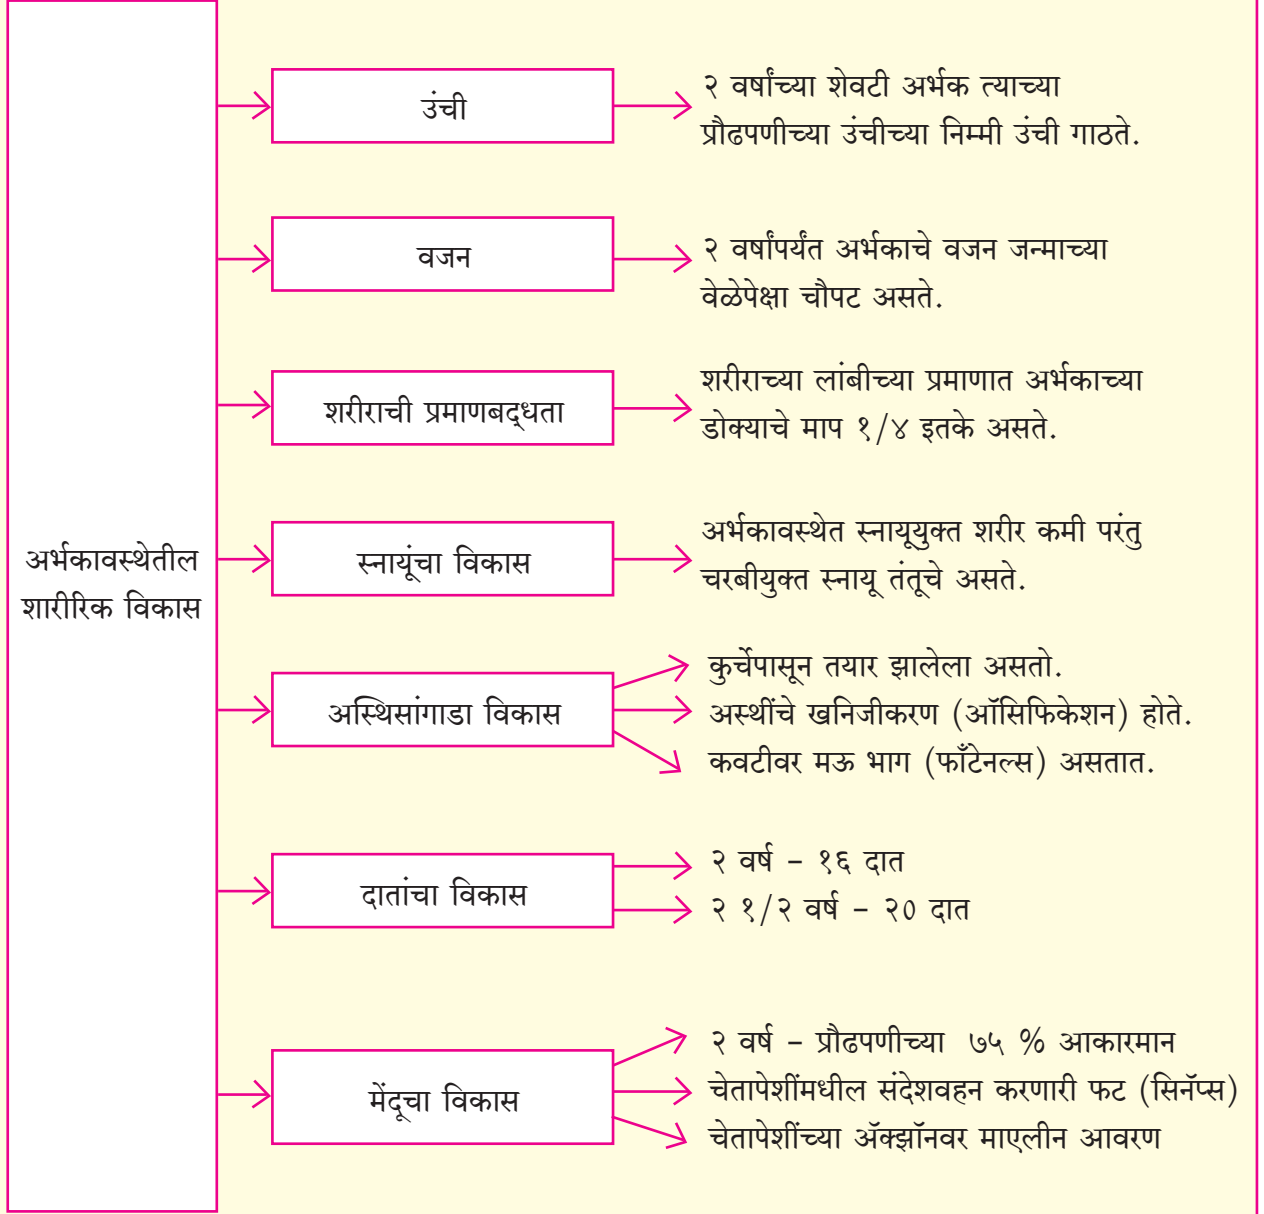 अर्भकावस्थेतील
शारीरिक विकास
उंची
२ वर्षांच्या शेवटी अर्भक त्याच्या
प्रौढपणीच्या उंचीच्या निम्मी उंची गाठते.
वजन
२ वर्षांपर्यंत अर्भकाचे वजन जन्माच्या
वेळेपेक्षा चौपट असते.
शरीराची प्रमाणबद्धता
शरीराच्या लांबीच्या प्रमाणात अर्भकाच्या
डोक्याचे माप १/४ इतके असते.
स्नायूंचा विकास
अर्भकावस्थेत स्नायूयुक्त शरीर कमी परंतु
चरबीयुक्त स्नायू तंतूचे असते.
अस्थिसांगाडा विकास
कुर्चेपासून तयार झालेला असतो.
अस्थींचे खनिजीकरण (ऑसिफिकेशन) होते.
कवटीवर मऊ भाग (फाँटेनल्स) असतात.
दातांचा विकास
२ वर्ष – १६ दात
२ १/२ वर्ष – २० दात
मेंदूचा विकास
२ वर्ष – प्रौढपणीच्या ७५ % आकारमान
चेतापेशींमधील संदेशवहन करणारी फट (सिनॅप्स)
चेतापेशींच्या ॲक्झॉनवर माएलीन आवरण